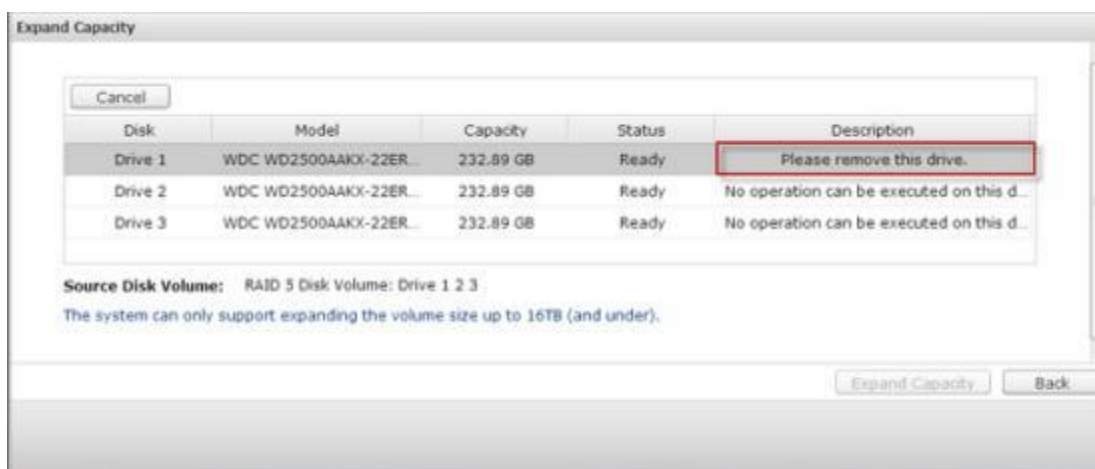 Expand Capacity
Cancel
Disk Model Capacity Status Description
Drive 1 WDC WD2500AAKX-22ER... 232.89 GB Ready Please remove this drive.
Drive 2 WDC WD2500AAKX-22ER... 232.89 GB Ready No operation can be executed on this d...
Drive 3 WDC WD2500AAKX-22ER... 232.89 GB Ready No operation can be executed on this d...
Source Disk Volume: RAID 5 Disk Volume: Drive 1 2 3
The system can only support expanding the volume size up to 16TB (and under).
Expand Capacity Back